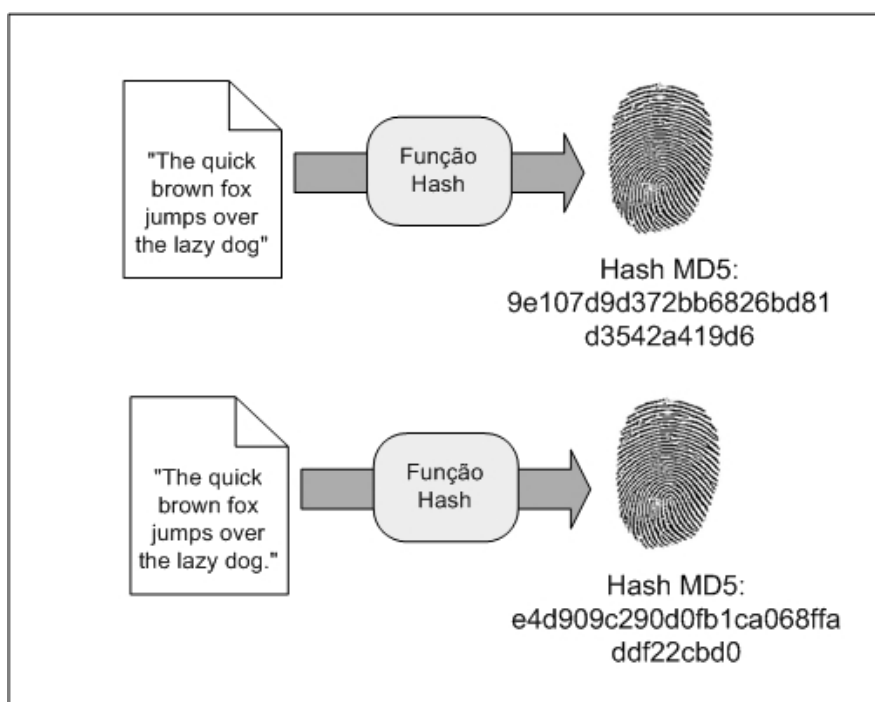 "The quick
brown fox
jumps over
the lazy dog"
Função
Hash
Hash MD5:
9e107d9d372bb6826bd81
d3542a419d6
"The quick
brown fox
jumps over
the lazy dog."
Função
Hash
Hash MD5:
e4d909c290d0fb1ca068ffa
ddf22cbd0